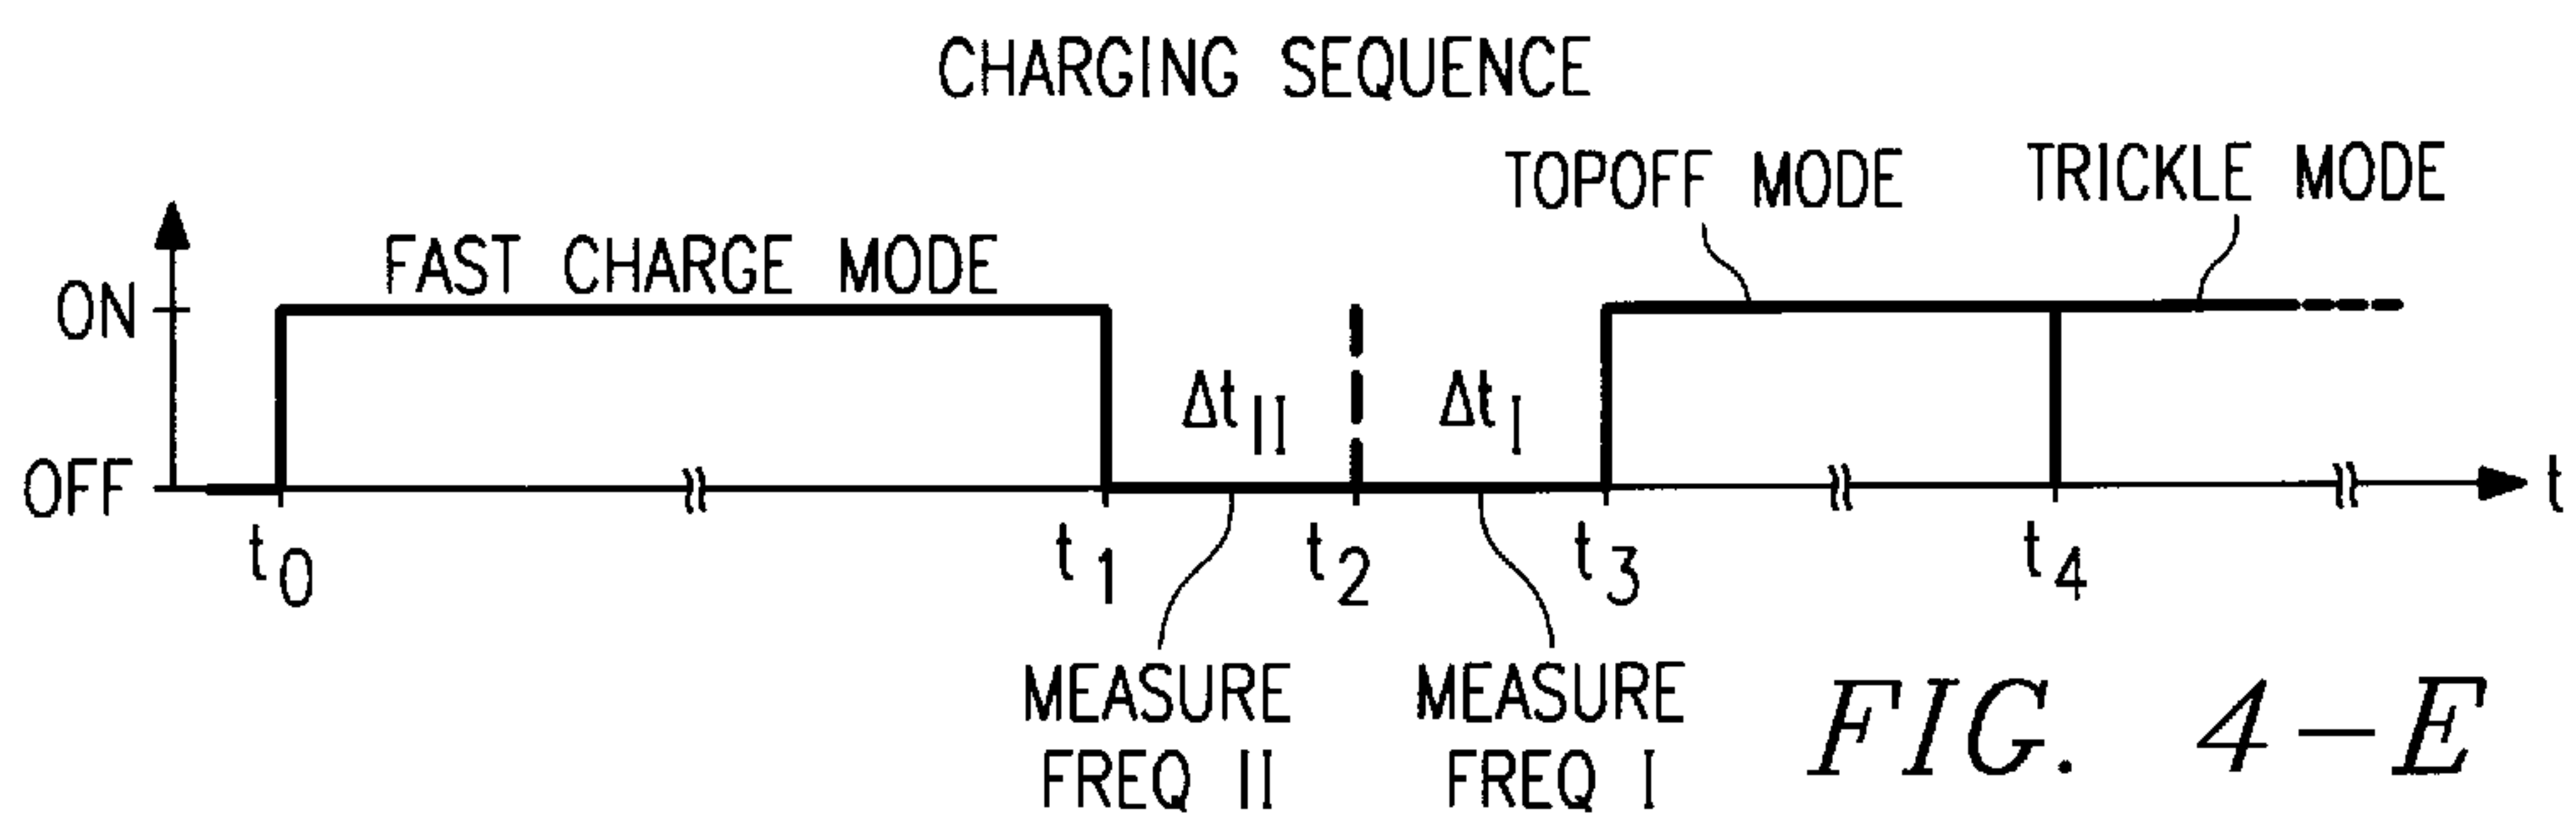 CHARGING SEQUENCE
TOPOFF MODE
TRICKLE MODE
FAST CHARGE MODE
ON
Δt II
Δt I
OFF
t
t0
t1
t2
t3
t4
MEASURE
FREQ II
MEASURE
FREQ I
FIG. 4-E